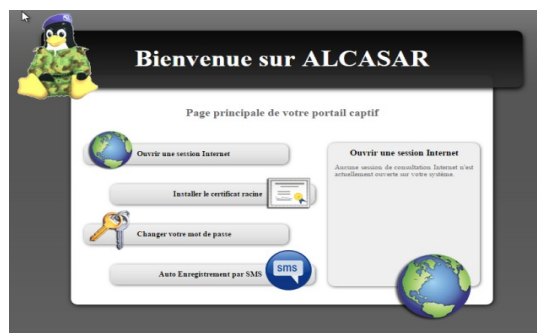 Bienvenue sur ALCASAR
Page principale de votre portail captif
Ouvrir une session Internet
Installer le certificat racine
Changer votre mot de passe
Auto Enregistrement par SMS
sms
Ouvrir une session Internet
Aucune session de consultation Internet n'est
actuellement ouverte sur votre système.